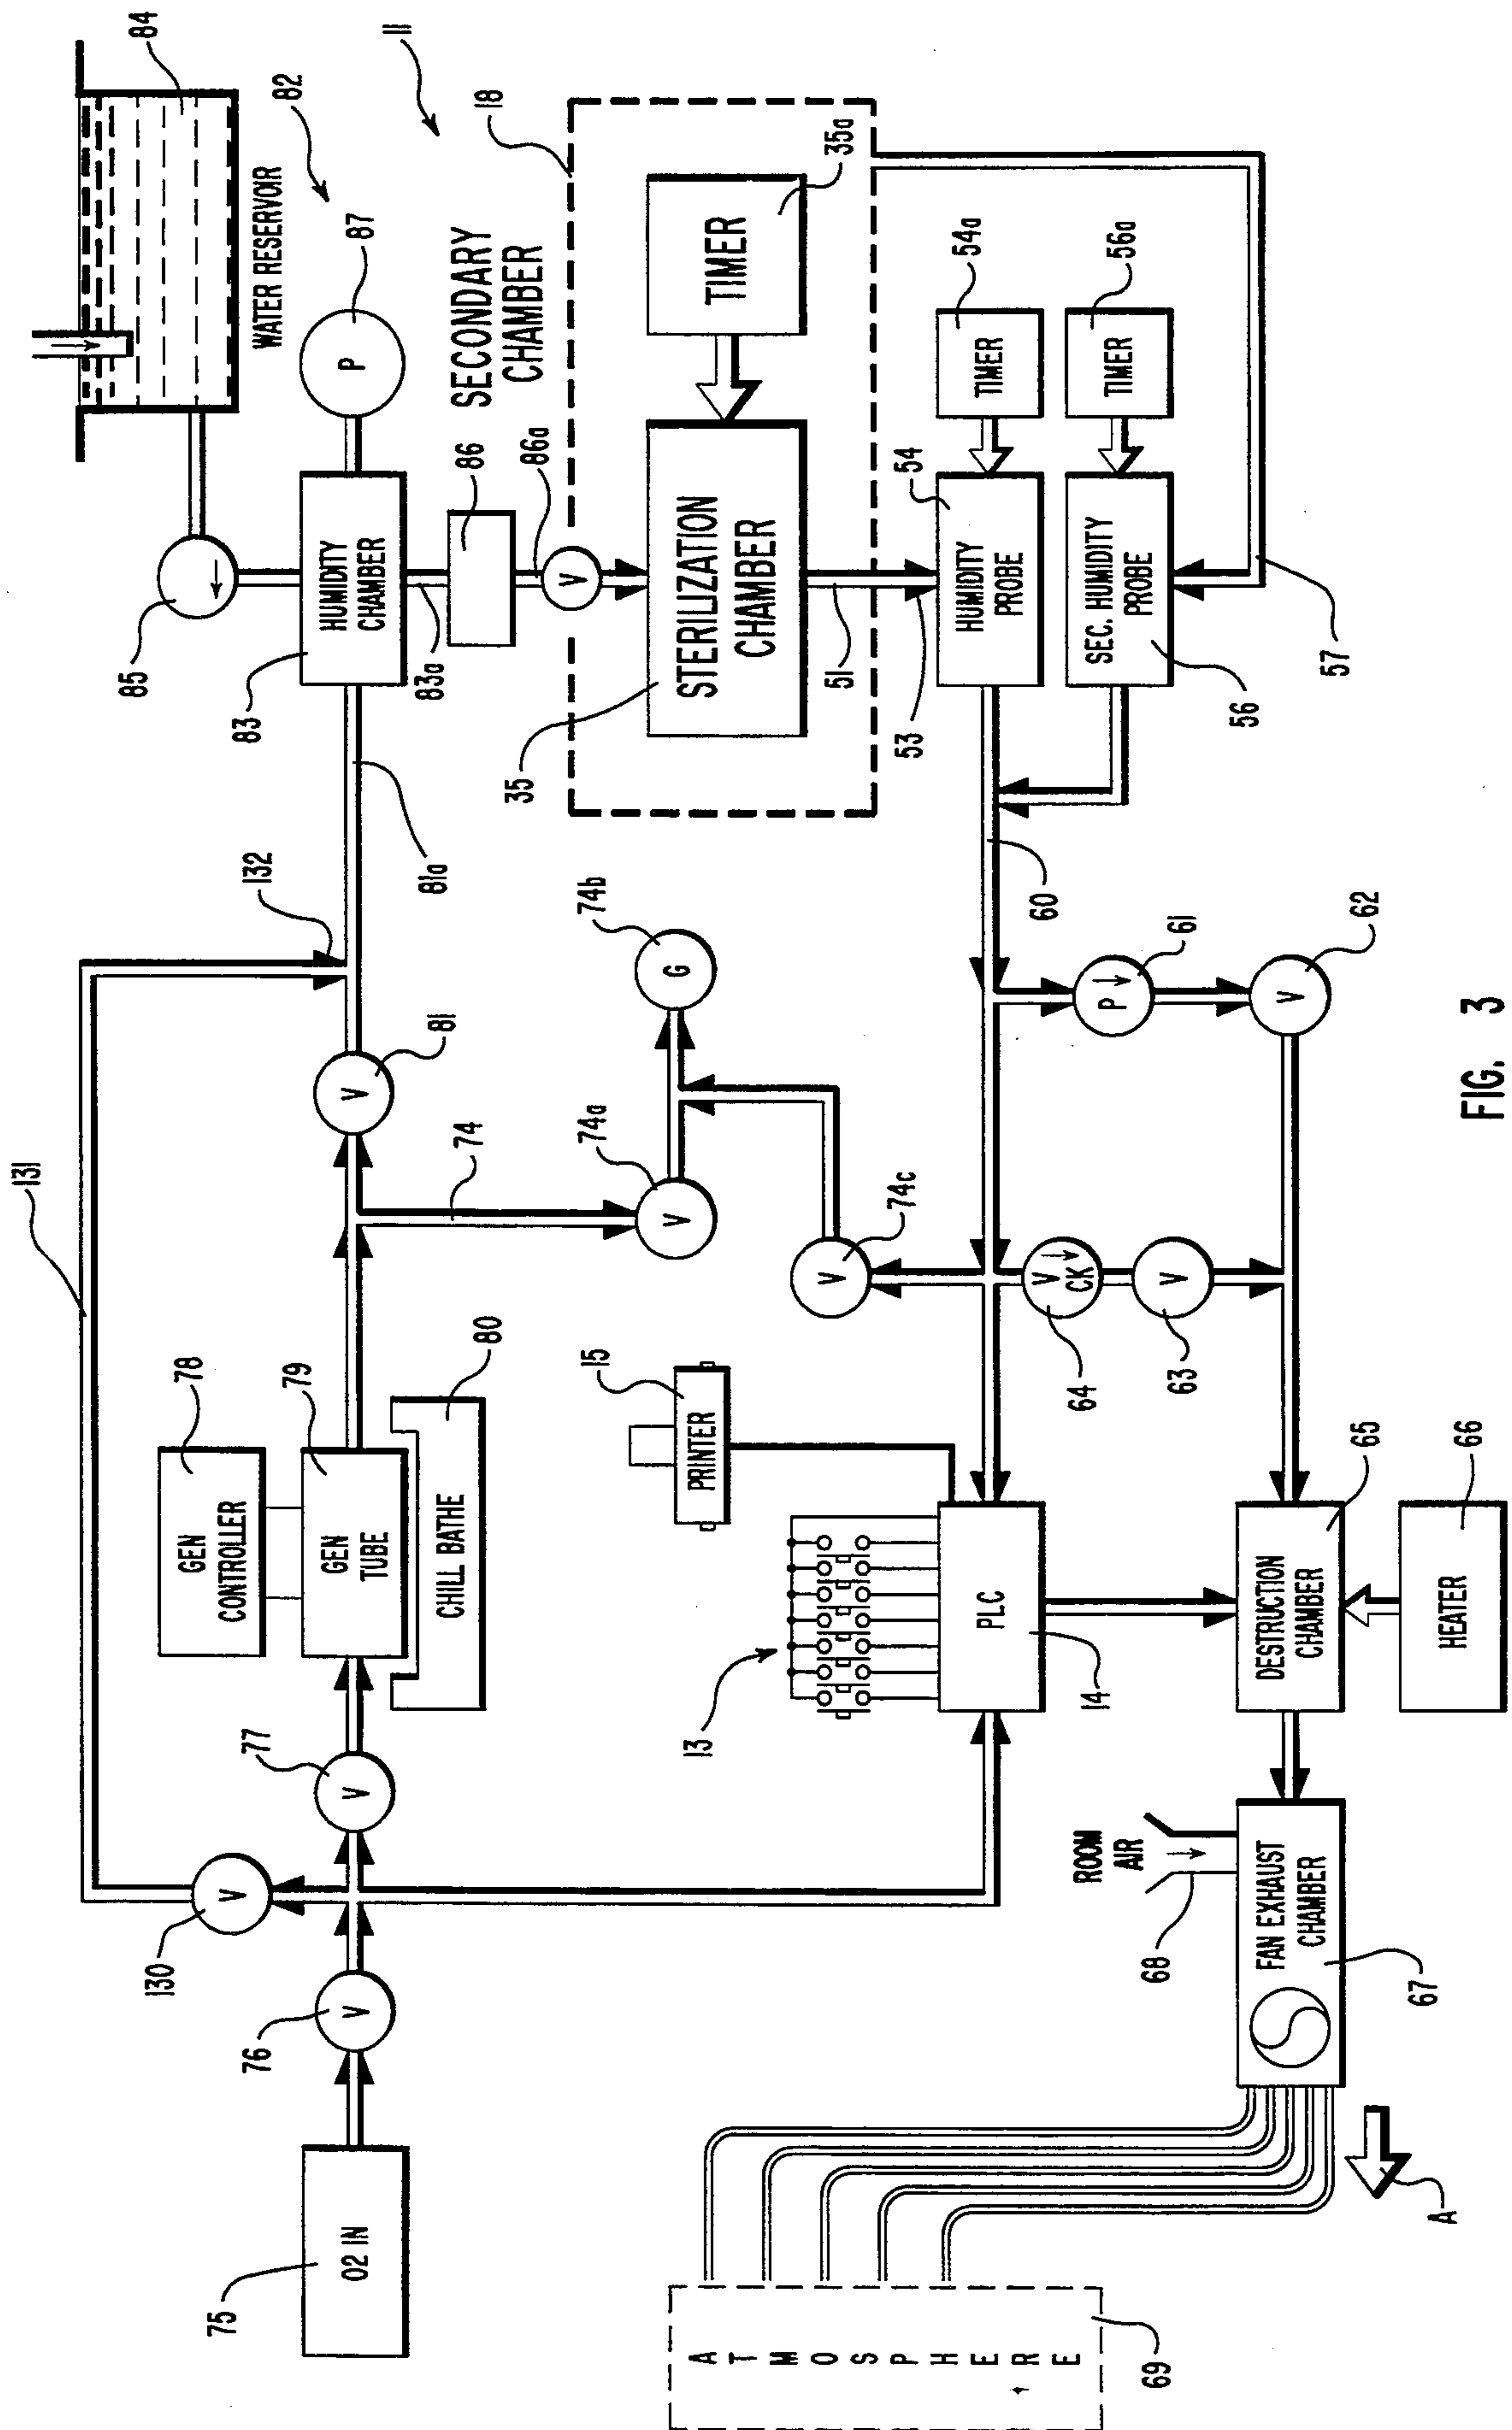 84
82
11
WATER RESERVOIR
87
P
85
HUMIDITY
CHAMBER
83
83a
86
86a
V
SECONDARY
CHAMBER
18
TIMER
35a
STERILIZATION
CHAMBER
35
51
53
54
54a
TIMER
HUMIDITY
PROBE
56a
TIMER
SEC. HUMIDITY
PROBE
56
57
81a
132
131
V
81
74
V
74a
G
74b
V
74c
60
P
61
V
62
V
CK
64
V
63
GEN
CONTROLLER
78
GEN
TUBE
79
CHILL BATHE
80
V
77
V
130
V
76
O2 IN
75
PRINTER
15
13
PLC
14
DESTRUCTION
CHAMBER
65
HEATER
66
ROOM
AIR
68
FAN EXHAUST
CHAMBER
67
A
ATMOSPHERE
69
FIG. 3